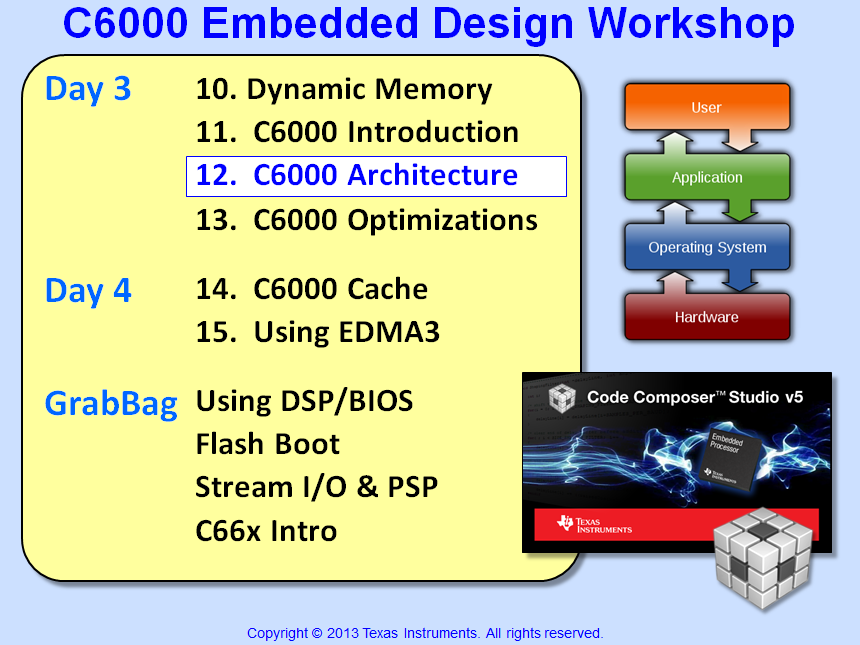 C6000 Embedded Design Workshop
Day 3
10. Dynamic Memory
11. C6000 Introduction
12. C6000 Architecture
13. C6000 Optimizations
Day 4
14. C6000 Cache
15. Using EDMA3
GrabBag
Using DSP/BIOS
Flash Boot
Stream I/O & PSP
C66x Intro
User
Application
Operating System
Hardware
Code Composer™ Studio v5
Embedded
Processor
TEXAS
INSTRUMENTS
TEXAS
INSTRUMENTS
Copyright © 2013 Texas Instruments. All rights reserved.